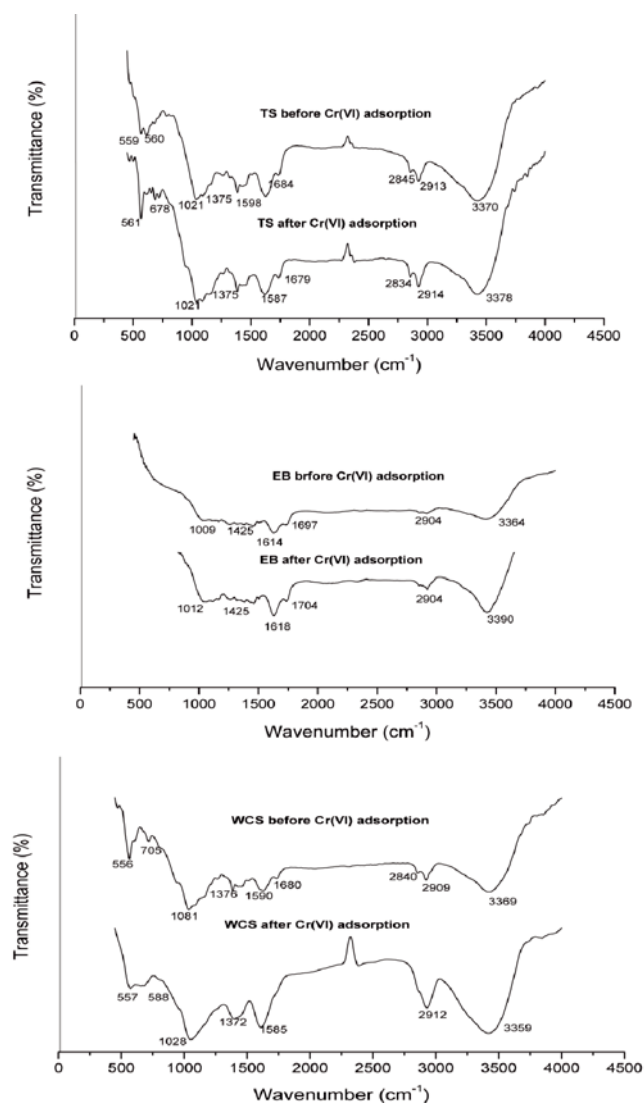 Transmittance (%)
TS before Cr(VI) adsorption
559 560
1021 1375 1598 1684 2845 2913 3370
TS after Cr(VI) adsorption
561 678
1021 1375 1587 1679 2834 2914 3378
0 500 1000 1500 2000 2500 3000 3500 4000 4500
Wavenumber (cm-1)
Transmittance (%)
EB brfore Cr(VI) adsorption
1009 1425 1614 1697 2904 3364
EB after Cr(VI) adsorption
1012 1425 1618 1704 2904 3390
0 500 1000 1500 2000 2500 3000 3500 4000 4500
Wavenumber (cm-1)
Transmittance (%)
WCS before Cr(VI) adsorption
556 705
1081 1376 1590 1680 2840 2909 3369
WCS after Cr(VI) adsorption
557 588
1028 1372 1585 2912 3359
0 500 1000 1500 2000 2500 3000 3500 4000 4500
Wavenumber (cm-1)